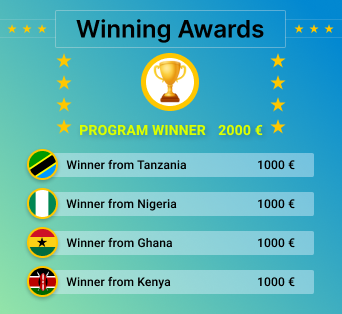 Winning Awards
PROGRAM WINNER 2000 €
Winner from Tanzania 1000 €
Winner from Nigeria 1000 €
Winner from Ghana 1000 €
Winner from Kenya 1000 €